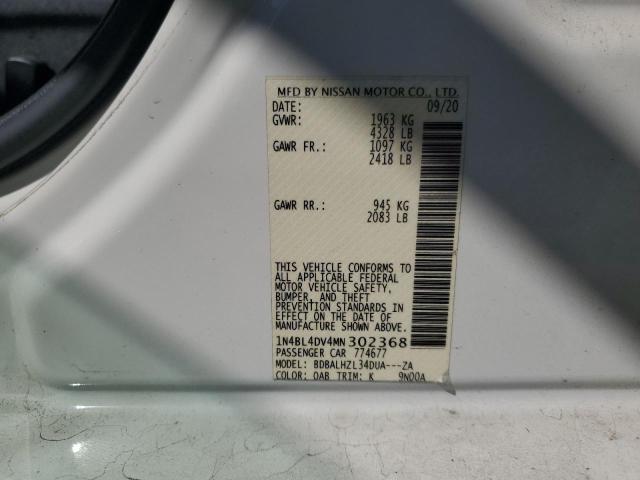 MFD BY NISSAN MOTOR CO., LTD.
DATE: 09/20
GVWR: 1963 KG
4328 LB
GAWR FR.: 1097 KG
2418 LB
GAWR RR.: 945 KG
2083 LB
THIS VEHICLE CONFORMS TO
ALL APPLICABLE FEDERAL
MOTOR VEHICLE SAFETY,
BUMPER, AND THEFT
PREVENTION STANDARDS IN
EFFECT ON THE DATE OF
MANUFACTURE SHOWN ABOVE.
1N4BL4DV4MN302368
PASSENGER CAR 774677
MODEL: BDBALHZL34DUA---ZA
COLOR: QAB TRIM: K 9N00A